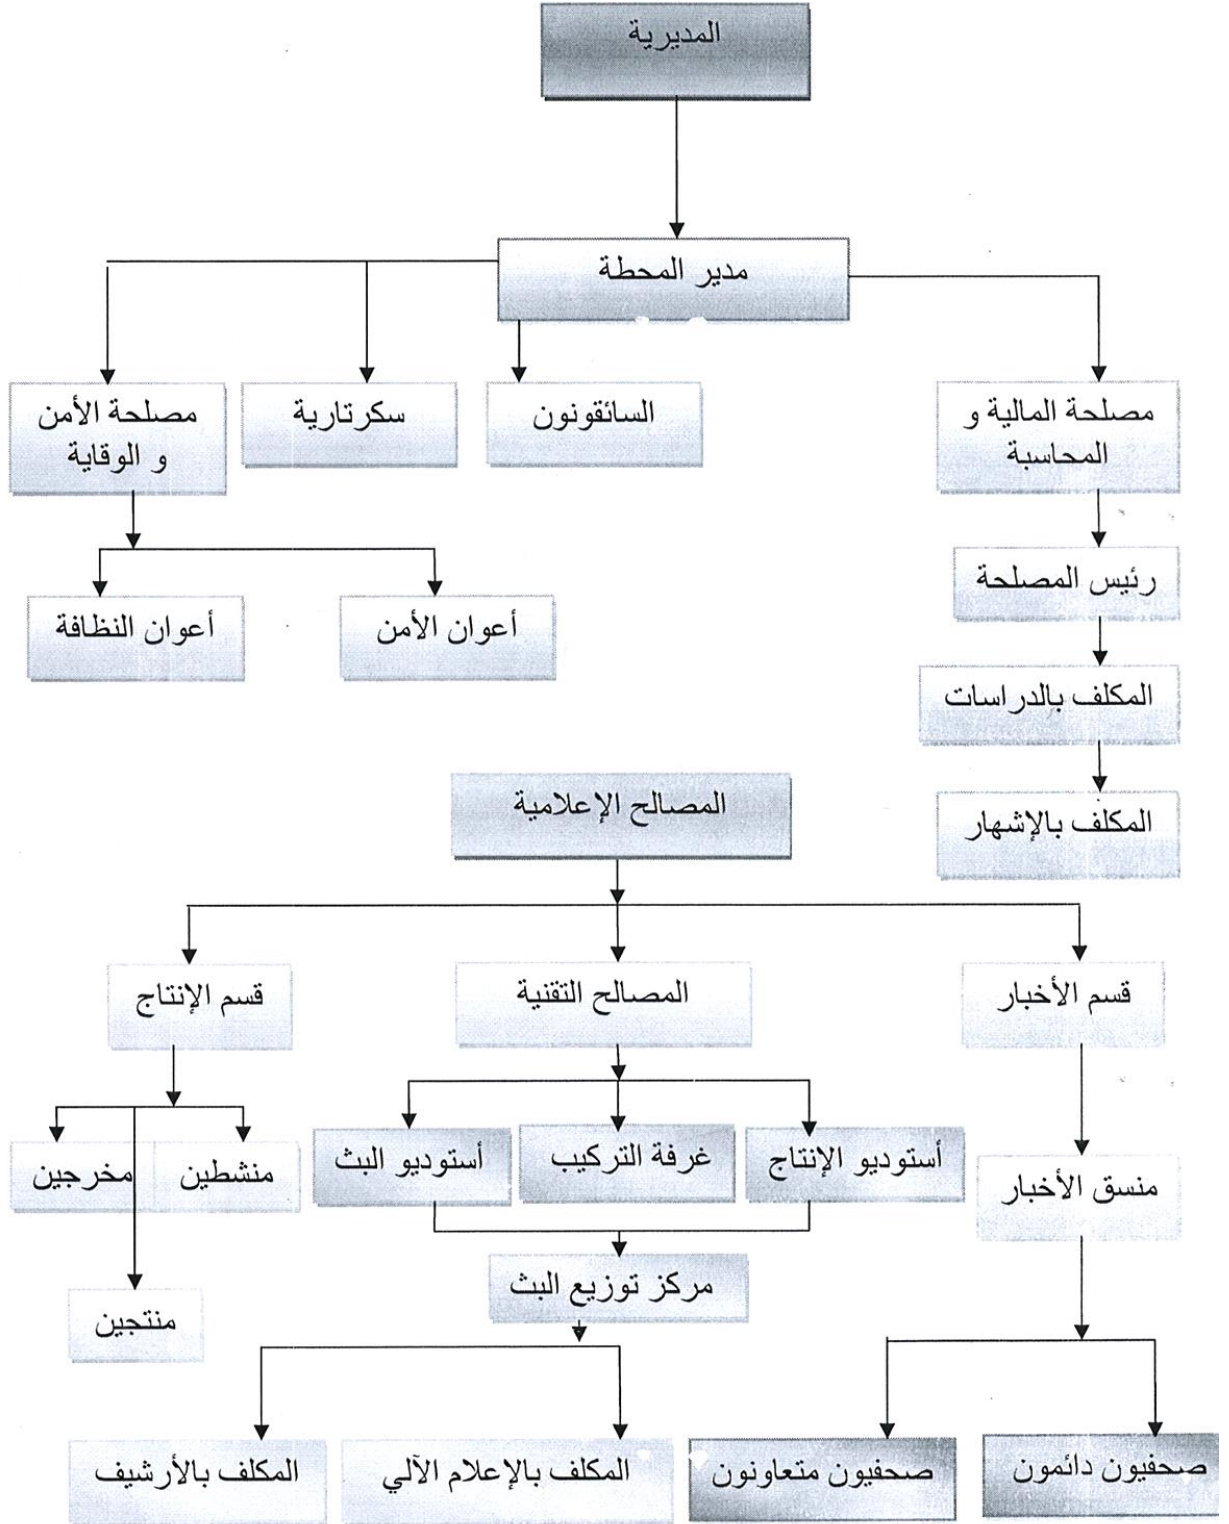 المديرية
مدير المحطة
مصلحة المالية و
المحاسبة
السائقونون
سكرتارية
مصلحة الأمن
و الوقاية
رئيس المصلحة
أعوان الأمن
أعوان النظافة
المكلف بالدراسات
المكلف بالإشهار
المصالح الإعلامية
قسم الأخبار
المصالح التقنية
قسم الإنتاج
أستوديو الإنتاج
غرفة التركيب
أستوديو البث
منشطين
مخرجين
منسق الأخبار
مركز توزيع البث
منتجين
صحفيون دائمون
صحفيون متعاونون
المكلف بالإعلام الآلي
المكلف بالأرشيف